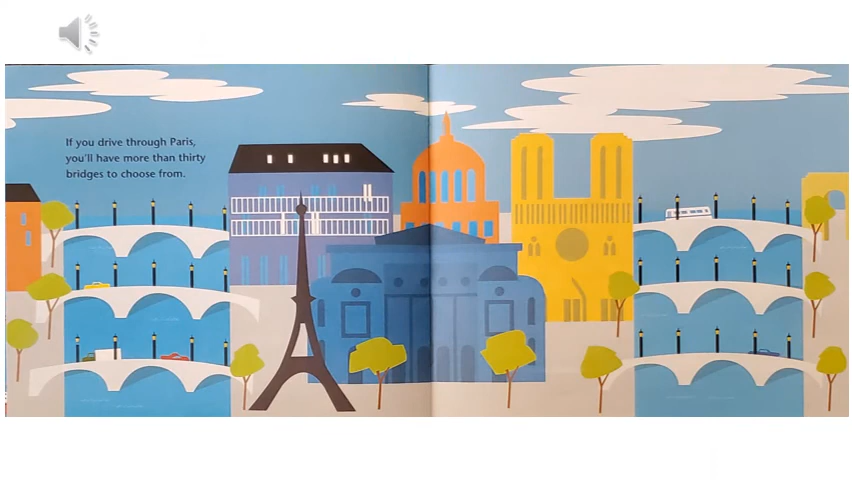 If you drive through Paris,
you'll have more than thirty
bridges to choose from.